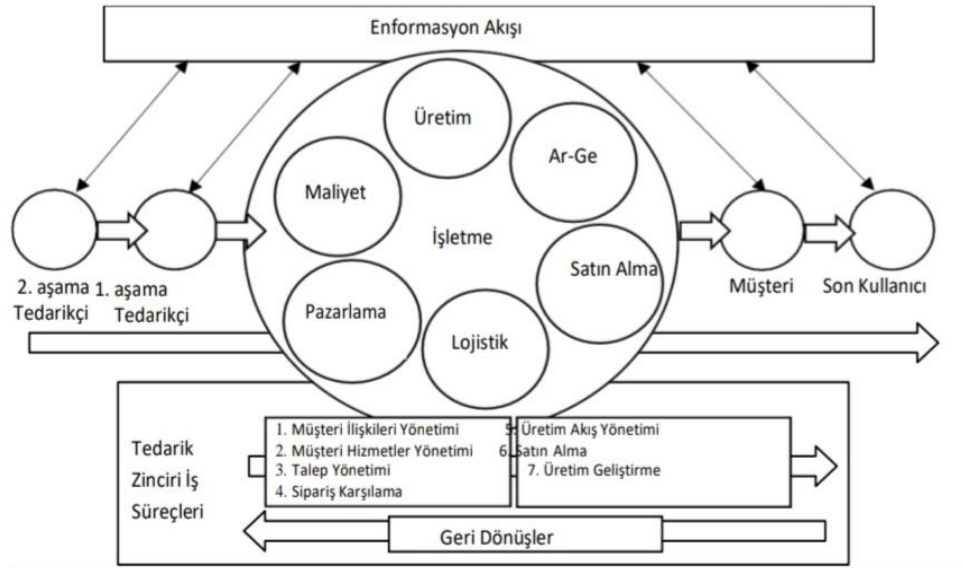 Enformasyon Akışı
Üretim
Ar-Ge
Maliyet
İşletme
Satın Alma
Pazarlama
Lojistik
2. aşama
Tedarikçi
1. aşama
Tedarikçi
Müşteri
Son Kullanıcı
Tedarik
Zinciri İş
Süreçleri
1. Müşteri İlişkileri Yönetimi
2. Müşteri Hizmetler Yönetimi
3. Talep Yönetimi
4. Sipariş Karşılama
5. Üretim Akış Yönetimi
6. Satın Alma
7. Üretim Geliştirme
Geri Dönüşler